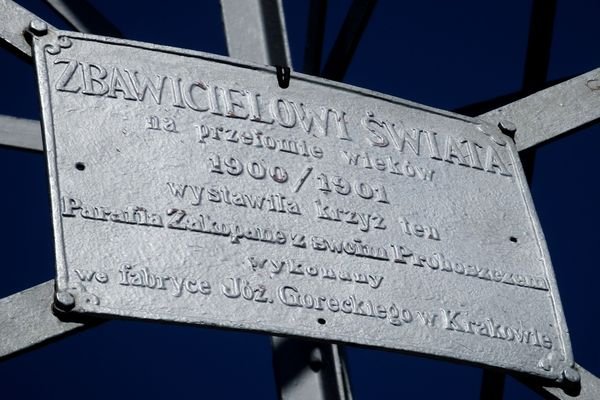 ZBAWICIELOWI ŚWIATA
na przełomie wieków
1900/1901
wystawiła krzyż ten
Parafia Zakopane z swoim Proboszczem
wykonany
we fabryce Józ. Goreckiego w Krakowie